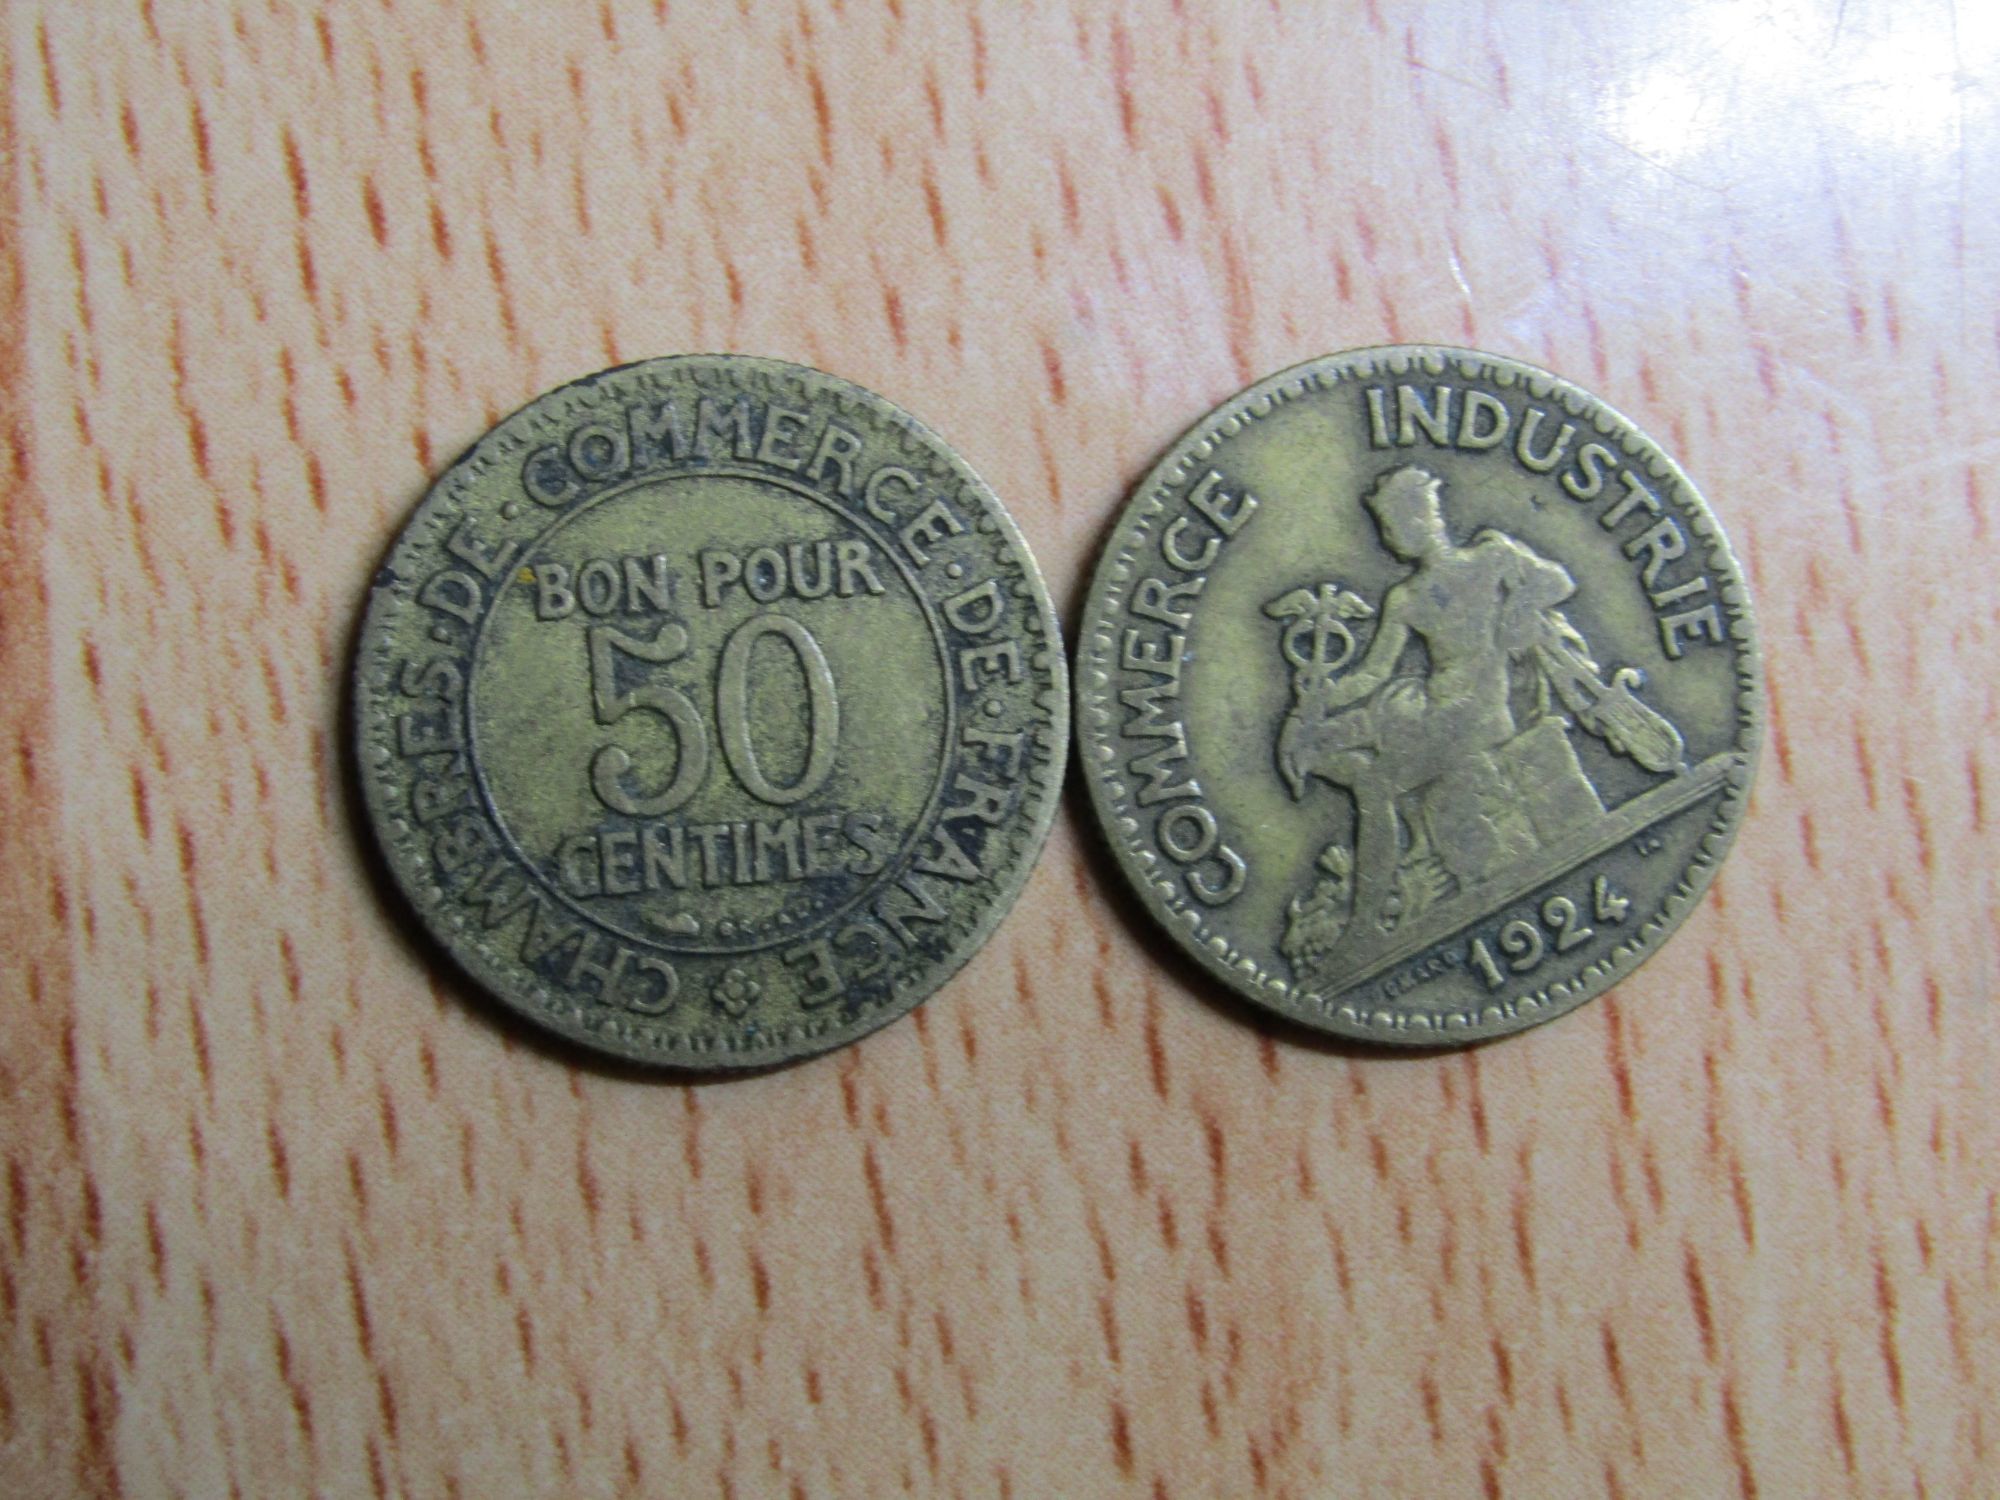 CHAMBRES·DE·COMMERCE·DE·FRANCE
BON POUR
50
CENTIMES
COMMERCE INDUSTRIE
1924